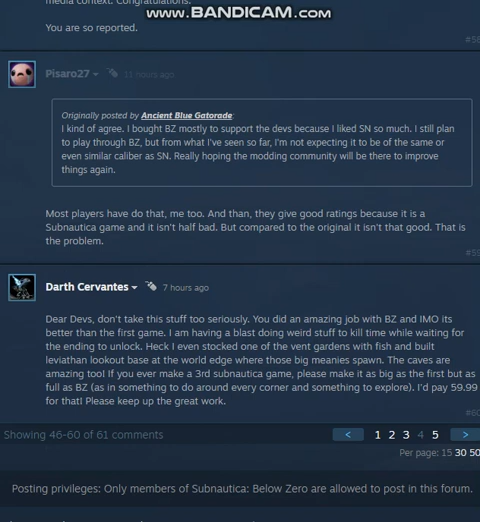 media context. Congratulations.
www.BANDICAM.com
You are so reported.
#58
Pisaro27
11 hours ago
Originally posted by Ancient Blue Gatorade:
I kind of agree. I bought BZ mostly to support the devs because I liked SN so much. I still plan
to play through BZ, but from what I've seen so far, I'm not expecting it to be of the same or
even similar caliber as SN. Really hoping the modding community will be there to improve
things again.
Most players have do that, me too. And than, they give good ratings because it is a
Subnautica game and it isn't half bad. But compared to the original it isn't that good. That is
the problem.
#59
Darth Cervantes
7 hours ago
Dear Devs, don't take this stuff too seriously. You did an amazing job with BZ and IMO its
better than the first game. I am having a blast doing weird stuff to kill time while waiting for
the ending to unlock. Heck I even stocked one of the vent gardens with fish and built
leviathan lookout base at the world edge where those big meanies spawn. The caves are
amazing too! If you ever make a 3rd subnautica game, please make it as big as the first but as
full as BZ (as in something to do around every corner and something to explore). I'd pay 59.99
for that! Please keep up the great work.
#60
Showing 46-60 of 61 comments
< 1 2 3 4 5 >
Per page: 15 30 50
Posting privileges: Only members of Subnautica: Below Zero are allowed to post in this forum.